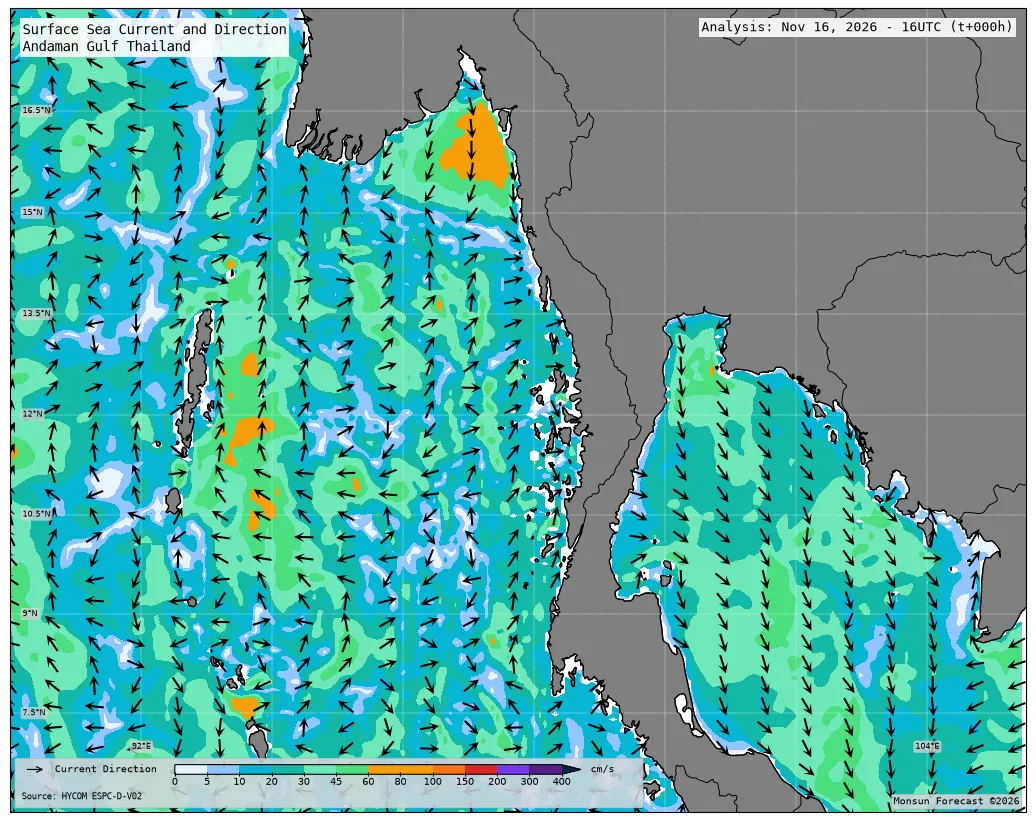 Surface Sea Current and Direction
Andaman Gulf Thailand
Analysis: Nov 16, 2026 - 16UTC (t+000h)
16.5°N
15°N
13.5°N
12°N
10.5°N
9°N
7.5°N
92°E
104°E
Current Direction
0 5 10 20 30 45 60 80 100 150 200 300 400 cm/s
Source: HYCOM ESPC-D-V02
Monsun Forecast ©2026